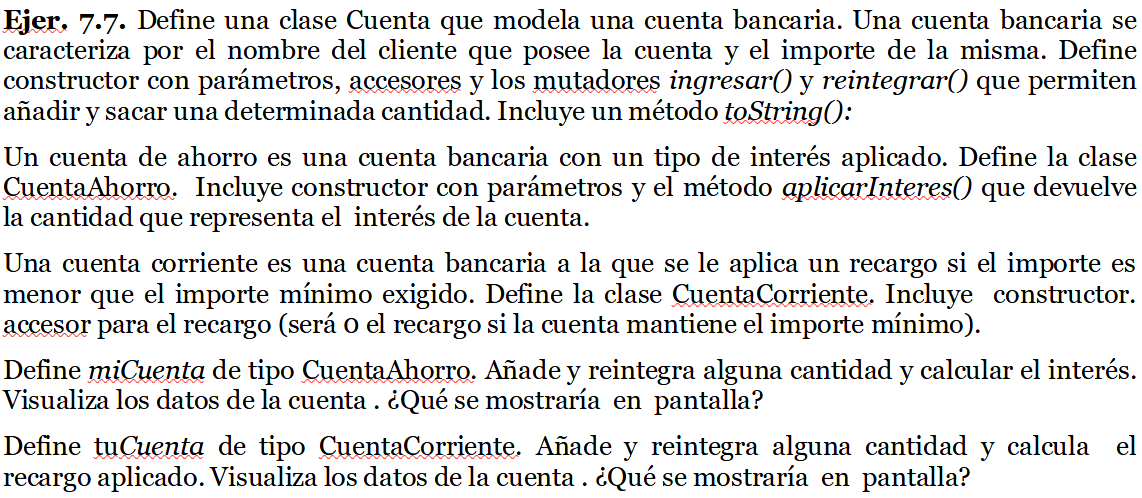 Ejer. 7.7. Define una clase Cuenta que modela una cuenta bancaria. Una cuenta bancaria se
caracteriza por el nombre del cliente que posee la cuenta y el importe de la misma. Define
constructor con parámetros, accesores y los mutadores ingresar() y reintegrar() que permiten
añadir y sacar una determinada cantidad. Incluye un método toString():
Un cuenta de ahorro es una cuenta bancaria con un tipo de interés aplicado. Define la clase
CuentaAhorro. Incluye constructor con parámetros y el método aplicarInteres() que devuelve
la cantidad que representa el interés de la cuenta.
Una cuenta corriente es una cuenta bancaria a la que se le aplica un recargo si el importe es
menor que el importe mínimo exigido. Define la clase CuentaCorriente. Incluye constructor.
accesor para el recargo (será 0 el recargo si la cuenta mantiene el importe mínimo).
Define miCuenta de tipo CuentaAhorro. Añade y reintegra alguna cantidad y calcular el interés.
Visualiza los datos de la cuenta . ¿Qué se mostraría en pantalla?
Define tuCuenta de tipo CuentaCorriente. Añade y reintegra alguna cantidad y calcula el
recargo aplicado. Visualiza los datos de la cuenta . ¿Qué se mostraría en pantalla?